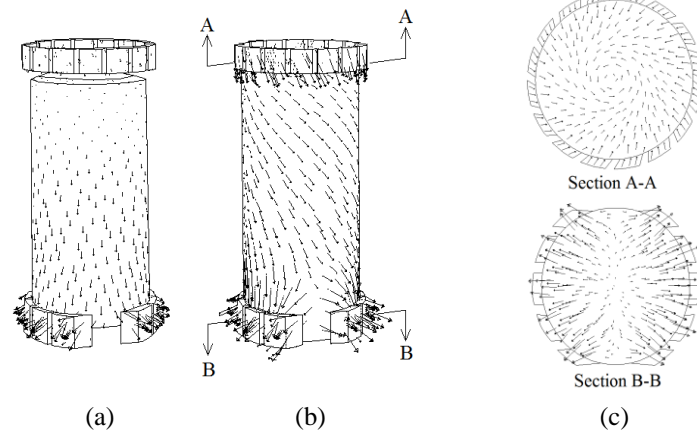 A A
B B
Section A-A
Section B-B
(a) (b) (c)